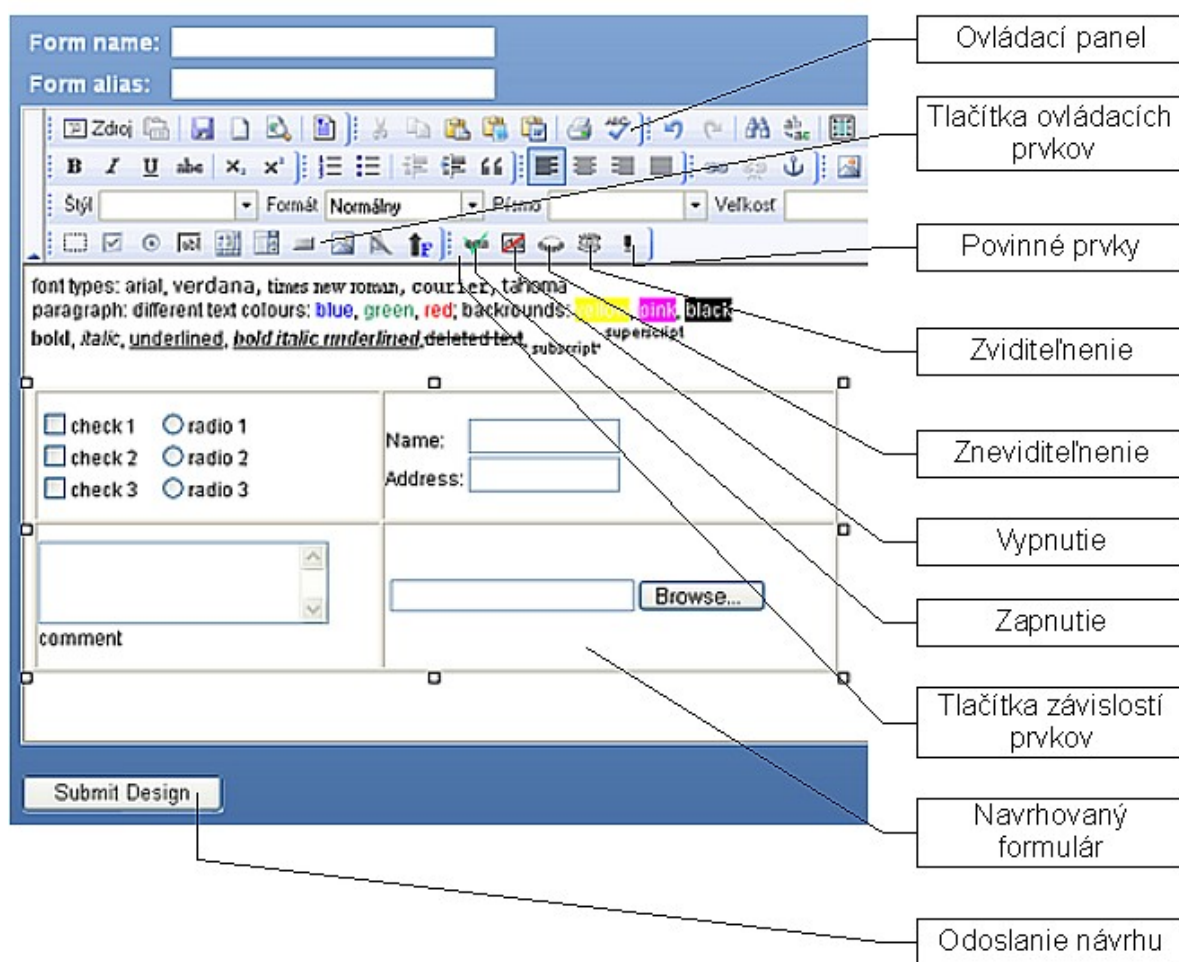 Form name:
Form alias:
Zdroj
B I U abc X₂ X²
Štýl Formát Normálny Písmo Veľkosť
font types: arial, verdana, times new roman, courier, tahoma
paragraph: different text colours: blue, green, red; backrounds: yellow, pink, black
bold, italic, underlined, bold italic underlined,deleted text, subscript superscript
check 1 radio 1
check 2 radio 2
check 3 radio 3
Name:
Address:
comment
Browse...
Submit Design
Ovládací panel
Tlačítka ovládacích
prvkov
Povinné prvky
Zviditeľnenie
Zneviditeľnenie
Vypnutie
Zapnutie
Tlačítka závislostí
prvkov
Navrhovaný
formulár
Odoslanie návrhu